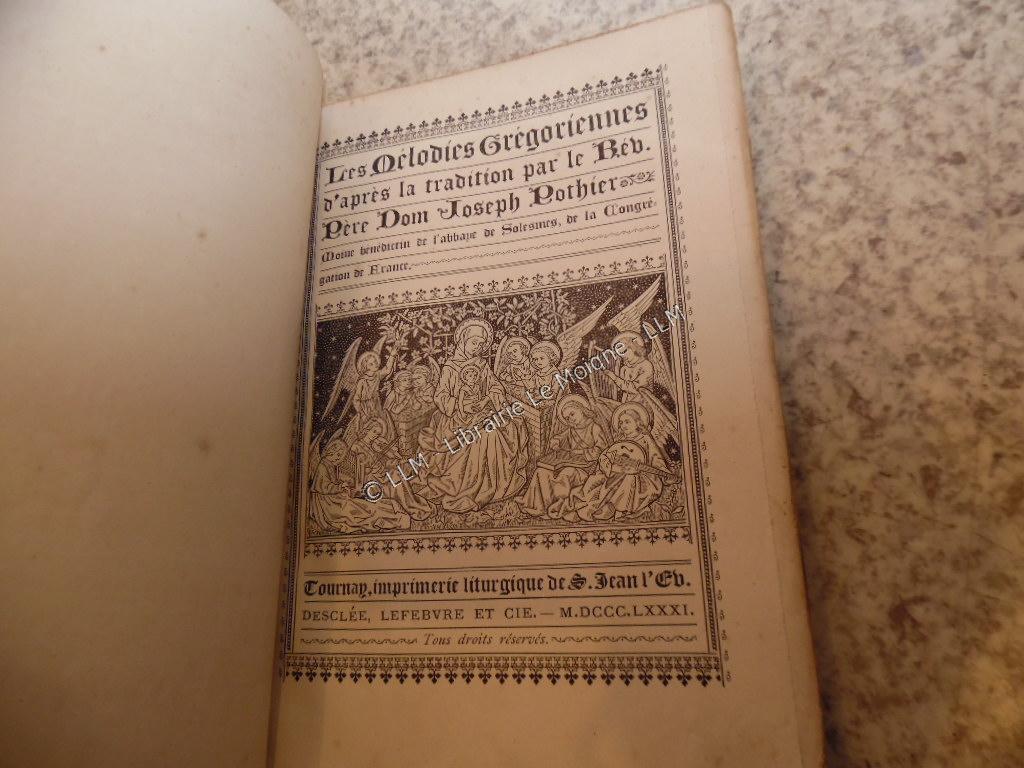 Les Mélodies Grégoriennes
d'après la tradition par le Rév.
Père Dom Joseph Pothier
Moine bénédictin de l'abbaye de Solesmes, de la Congré-
gation de France.
© LLM - Librairie Le Moigne - LLM
Tournay, imprimerie liturgique de S. Jean l'Ev.
DESCLÉE, LEFEBVRE ET CIE. — M.DCCC.LXXXI.
Tous droits réservés.